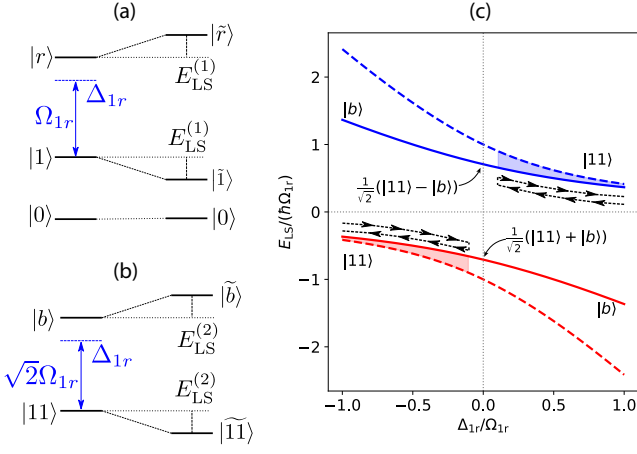 (a)
|r⟩
|r̃⟩
E_LS^(1)
Δ_1r
Ω_1r
E_LS^(1)
|1⟩
|1̃⟩
|0⟩
|0⟩
(b)
|b⟩
|b̃⟩
E_LS^(2)
Δ_1r
√2Ω_1r
E_LS^(2)
|11⟩
|1͠1⟩
(c)
E_LS/(ħΩ_1r)
2
1
0
−1
−2
|b⟩
|11⟩
1/√2(|11⟩ − |b⟩)
1/√2(|11⟩ + |b⟩)
|11⟩
|b⟩
−1.0
−0.5
0.0
0.5
1.0
Δ_1r/Ω_1r